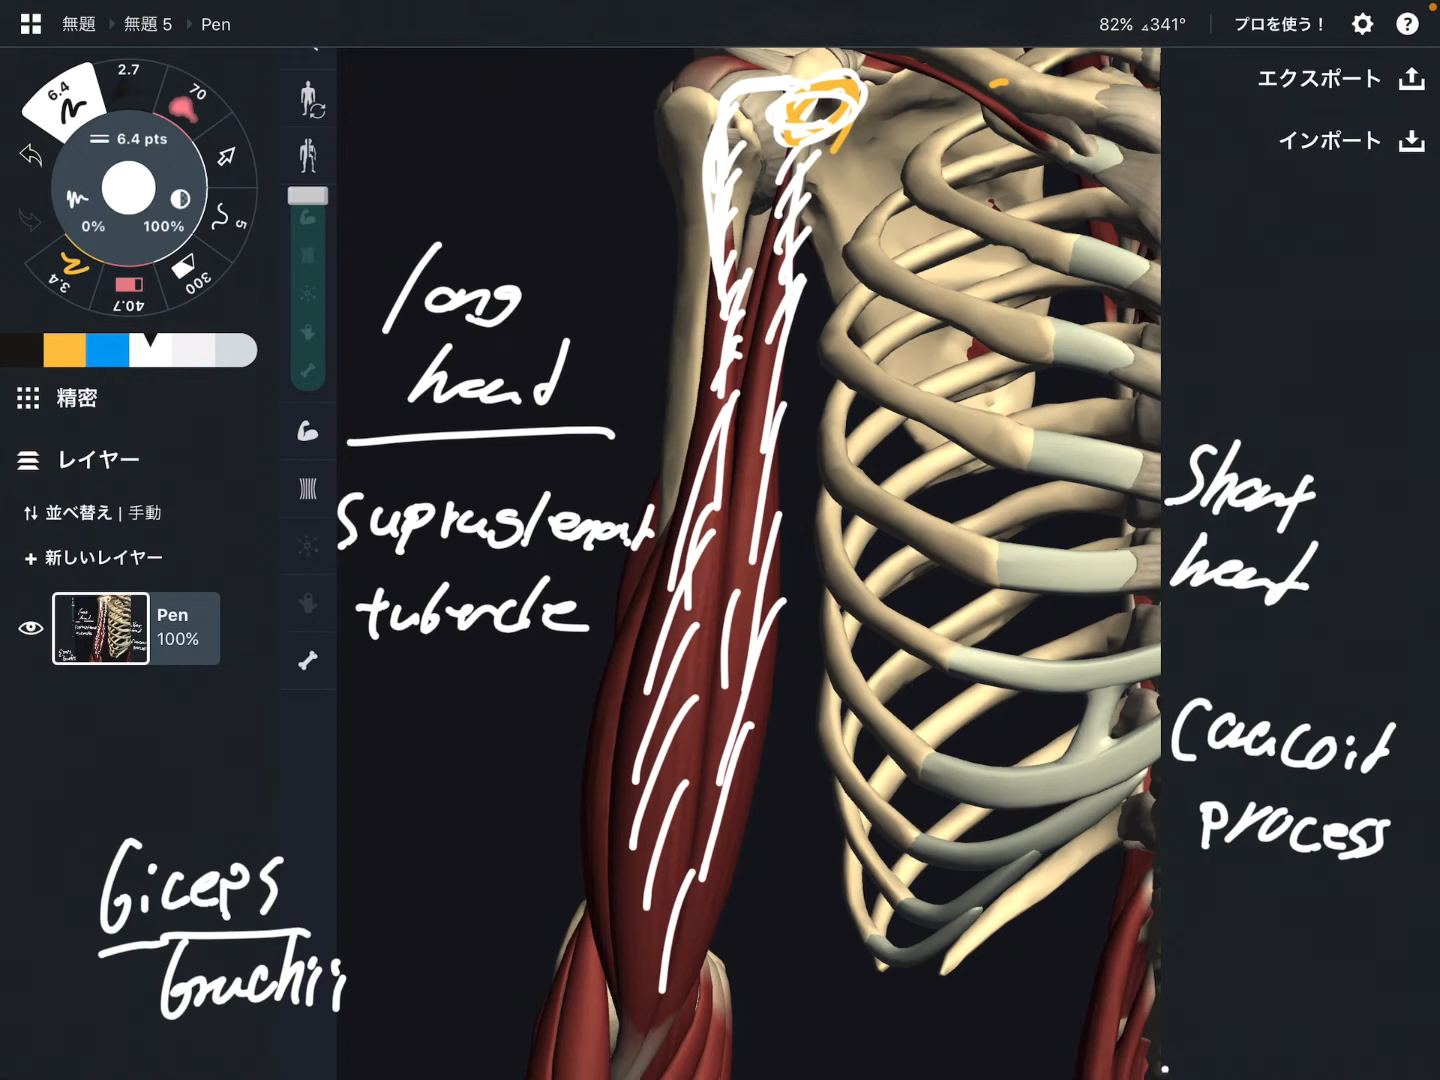 無題 無題 5 Pen
82% ⦟341°
プロを使う!
エクスポート
インポート
2.7
6.4
70
6.4 pts
0%
100%
5
3.4
40.7
300
精密
レイヤー
並べ替え | 手動
+ 新しいレイヤー
Pen
100%
long
head
tubercle
Short
head
process
biceps
brachii